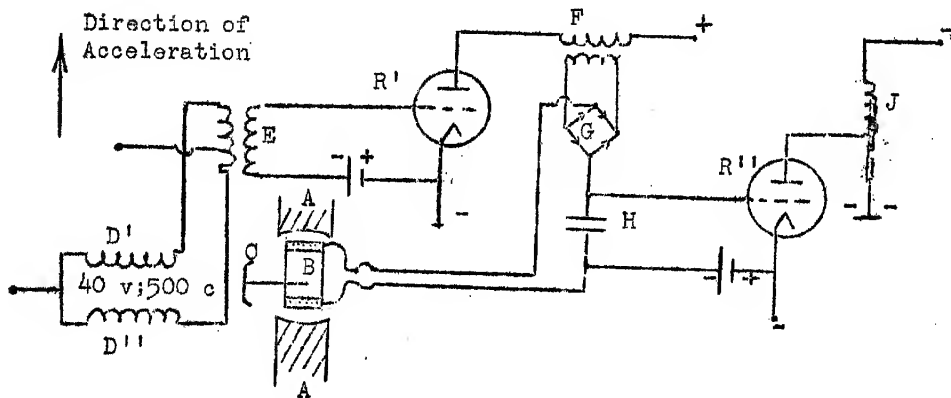 Direction of
Acceleration
F
+
R'
E
G
J
- +
R''
A
-
H
D'
C
B
- -
40 v;500 c
- +
D''
-
A